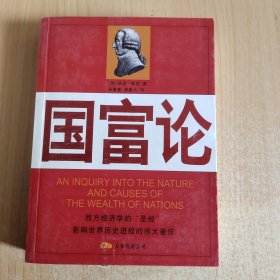 国富论
AN INQUIRY INTO THE NATURE
AND CAUSES OF
THE WEALTH OF NATIONS
西方经济学的“圣经”
影响世界历史进程的伟大著作